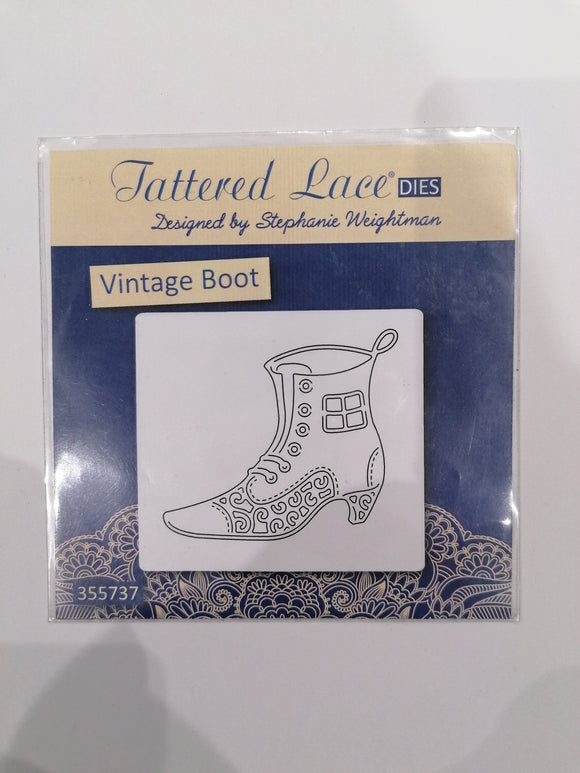 Tattered Lace® DIES
Designed by Stephanie Weightman
Vintage Boot
355737